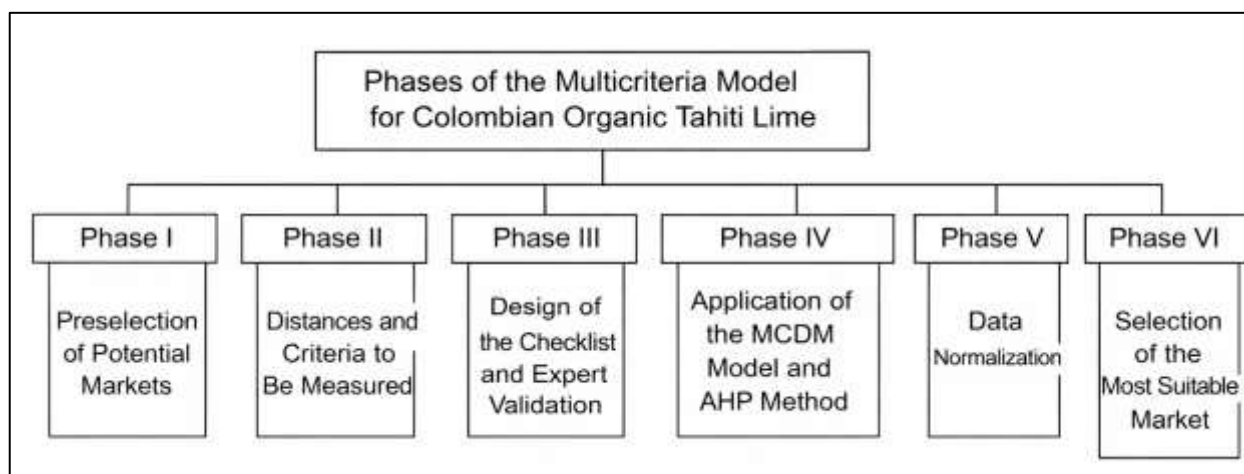 Phases of the Multicriteria Model
for Colombian Organic Tahiti Lime
Phase I
Preselection
of Potential
Markets
Phase II
Distances and
Criteria to
Be Measured
Phase III
Design of
the Checklist
and Expert
Validation
Phase IV
Application of
the MCDM
Model and
AHP Method
Phase V
Data
Normalization
Phase VI
Selection
of the
Most Suitable
Market